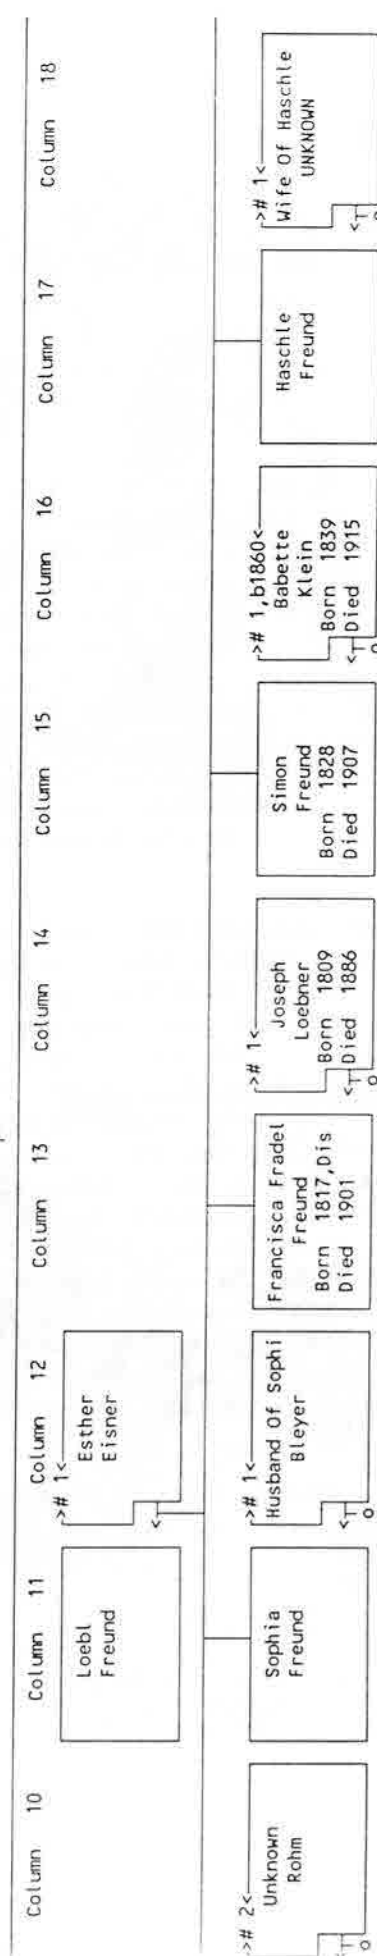 Column 10
Column 11
Column 12
Column 13
Column 14
Column 15
Column 16
Column 17
Column 18
Loebl
Freund
># 1<
Esther
Eisner
<
># 2<
Unknown
Rohm
<T
O
Sophia
Freund
># 1<
Husband Of Sophi
Bleyer
<T
O
Francisca Fradel
Freund
Born 1817,Dis
Died 1901
># 1<
Joseph
Loebner
Born 1809
Died 1886
<T
O
Simon
Freund
Born 1828
Died 1907
># 1,b1860<
Babette
Klein
Born 1839
Died 1915
<T
O
Haschle
Freund
># 1<
Wife Of Haschle
UNKNOWN
<T
O